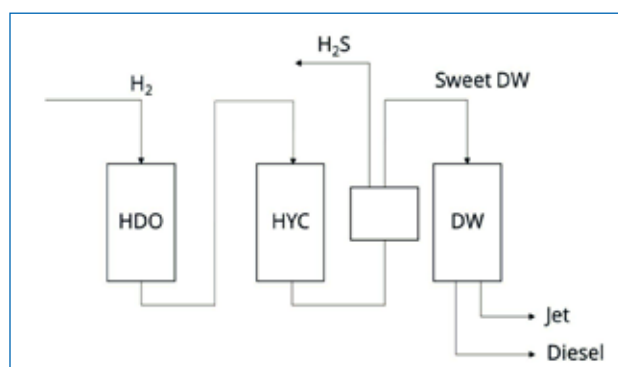 H₂S
H₂
Sweet DW
HDO
HYC
DW
Jet
Diesel